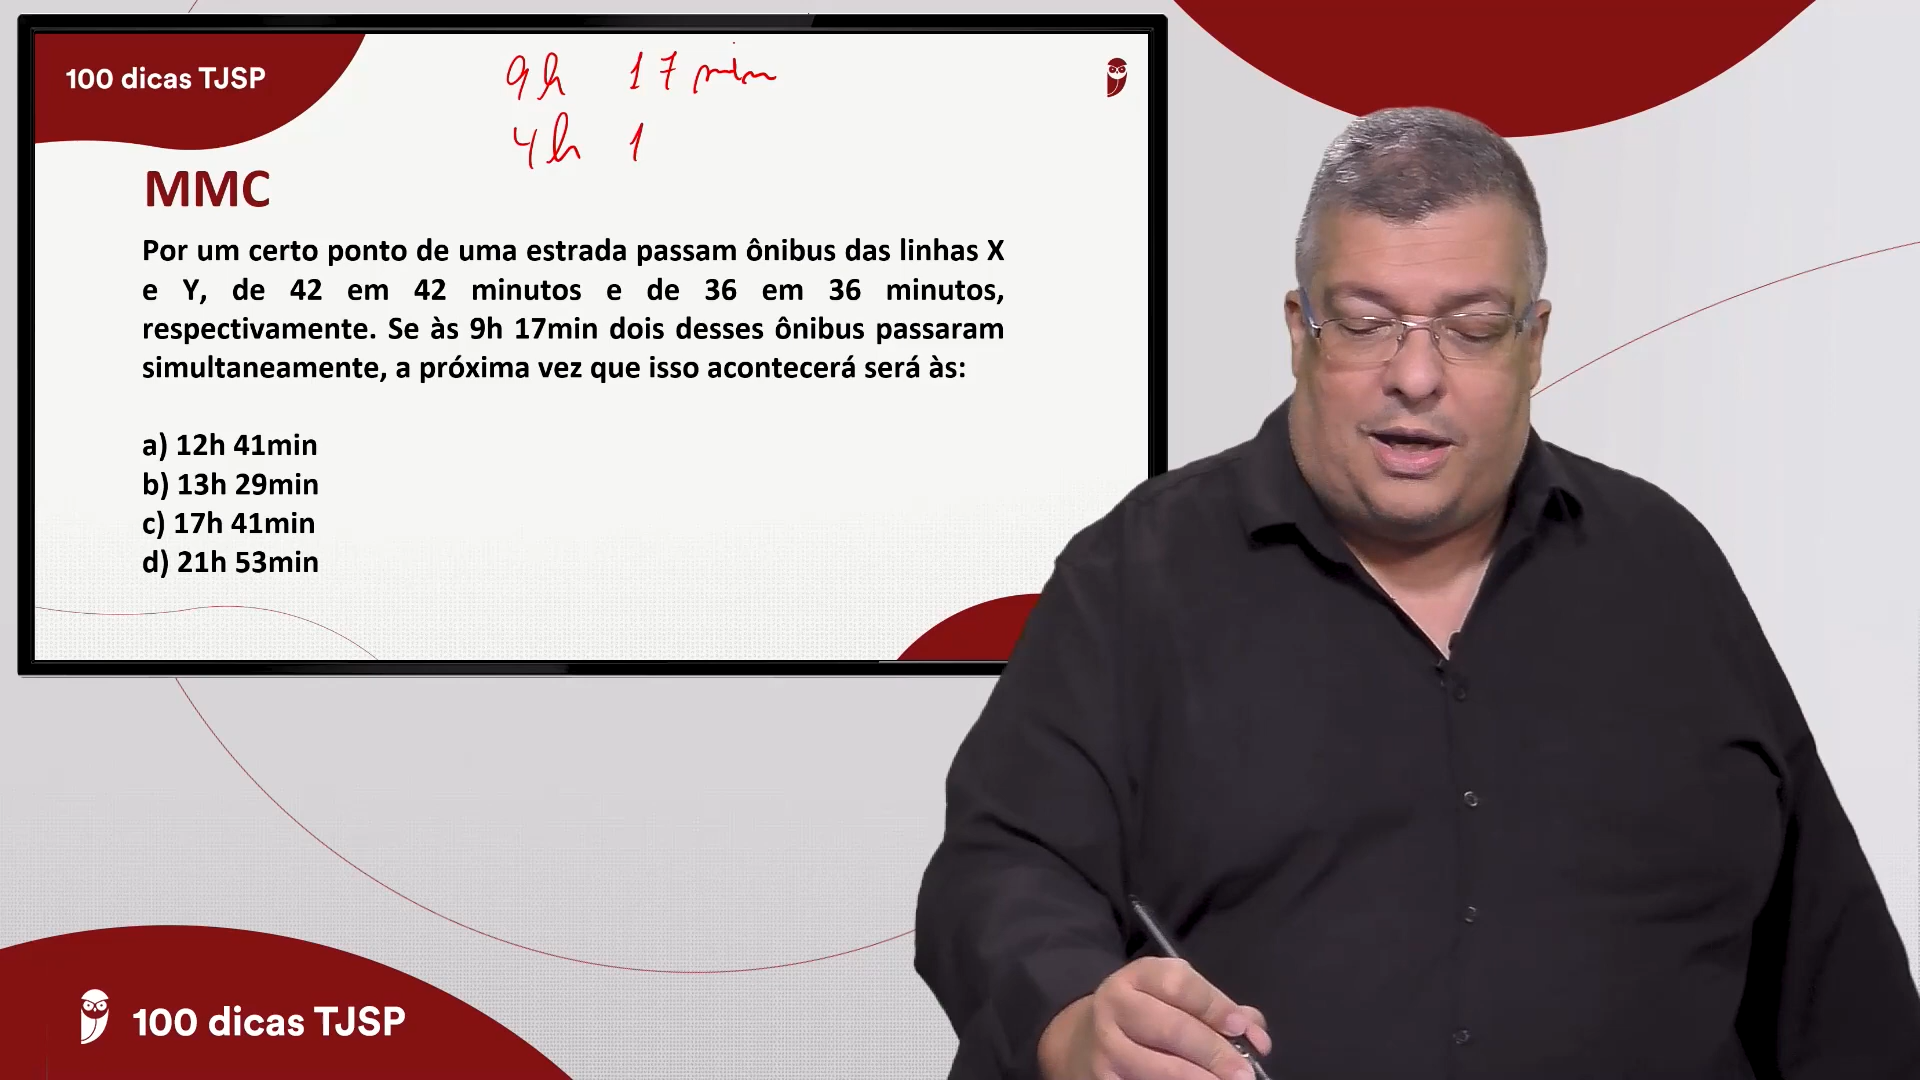 100 dicas TJSP
9h 17 min
4h 1
MMC
Por um certo ponto de uma estrada passam ônibus das linhas X
e Y, de 42 em 42 minutos e de 36 em 36 minutos,
respectivamente. Se às 9h 17min dois desses ônibus passaram
simultaneamente, a próxima vez que isso acontecerá será às:
a) 12h 41min
b) 13h 29min
c) 17h 41min
d) 21h 53min
100 dicas TJSP